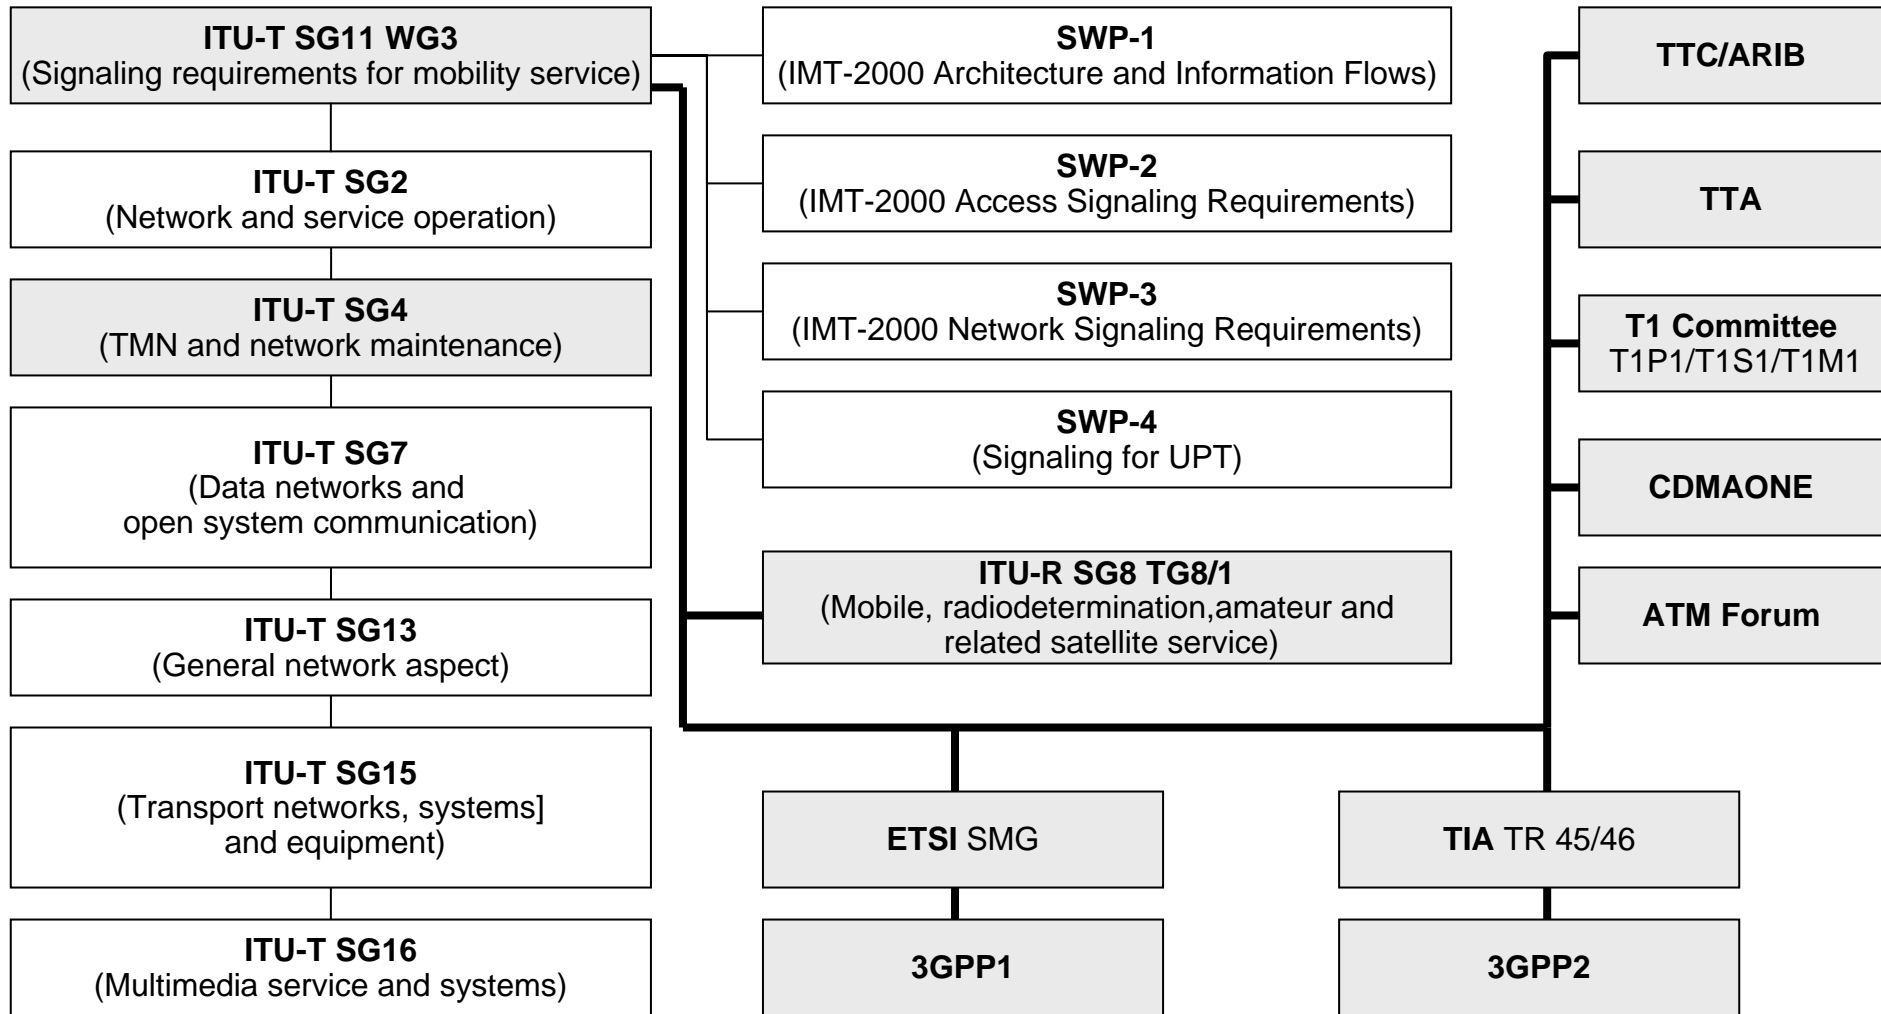 ITU-T SG11 WG3
(Signaling requirements for mobility service)
ITU-T SG2
(Network and service operation)
ITU-T SG4
(TMN and network maintenance)
ITU-T SG7
(Data networks and
open system communication)
ITU-T SG13
(General network aspect)
ITU-T SG15
(Transport networks, systems]
and equipment)
ITU-T SG16
(Multimedia service and systems)
SWP-1
(IMT-2000 Architecture and Information Flows)
SWP-2
(IMT-2000 Access Signaling Requirements)
SWP-3
(IMT-2000 Network Signaling Requirements)
SWP-4
(Signaling for UPT)
ITU-R SG8 TG8/1
(Mobile, radiodetermination,amateur and
related satellite service)
ETSI SMG
3GPP1
TIA TR 45/46
3GPP2
TTC/ARIB
TTA
T1 Committee
T1P1/T1S1/T1M1
CDMAONE
ATM Forum